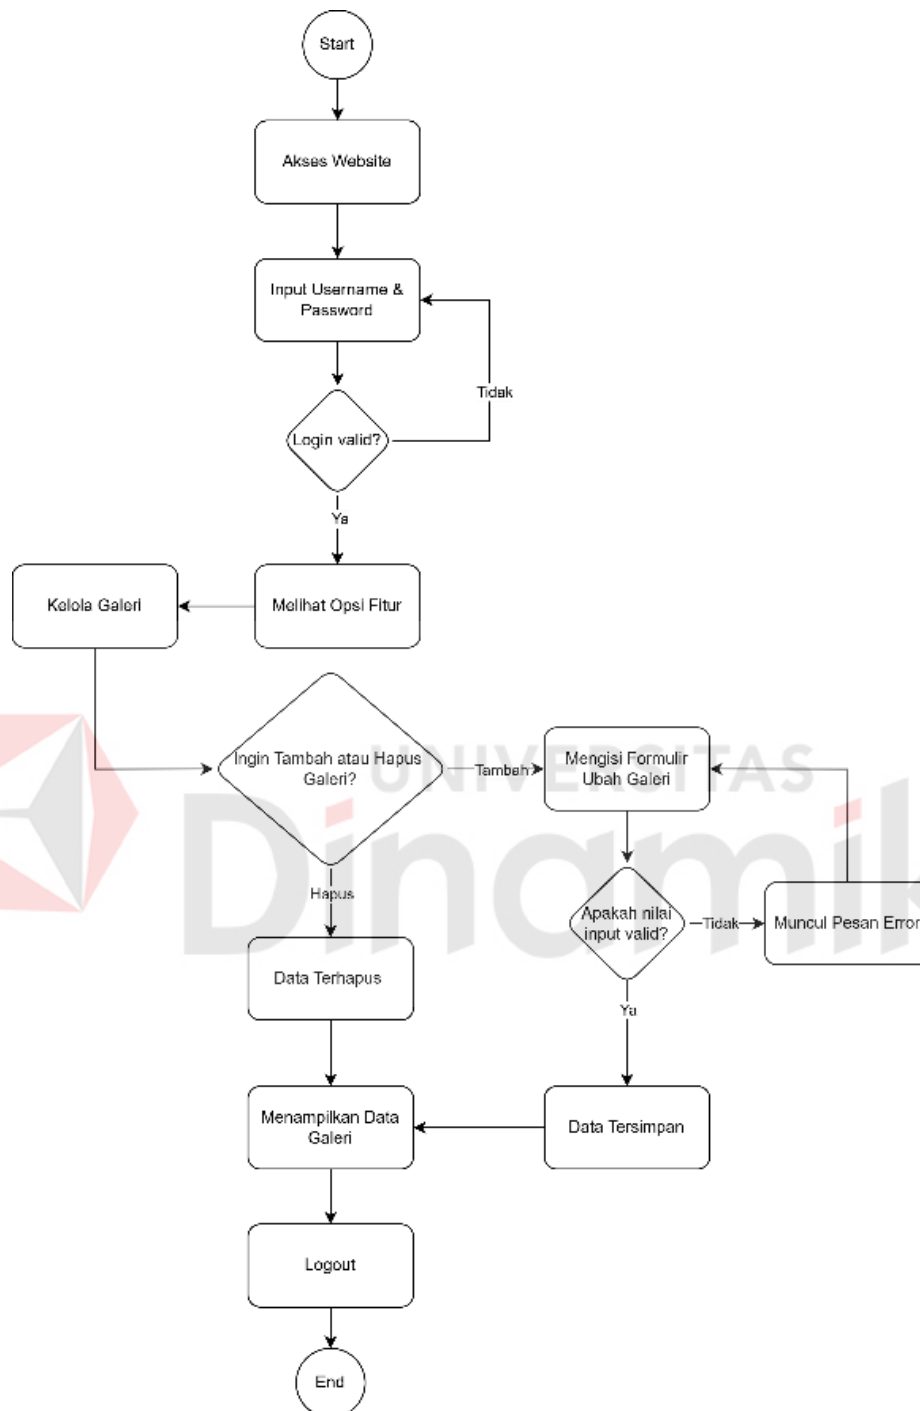 Start
Akses Website
Input Username &
Password
Tidak
Login valid?
Ya
Kelola Galeri
Melihat Opsi Fitur
Ingin Tambah atau Hapus
Galeri?
Tambah
Mengisi Formulir
Ubah Galeri
UNIVERSITAS
Dinamik
Hapus
Apakah nilai
input valid?
Tidak
Muncul Pesan Error
Data Terhapus
Ya
Menampilkan Data
Galeri
Data Tersimpan
Logout
End